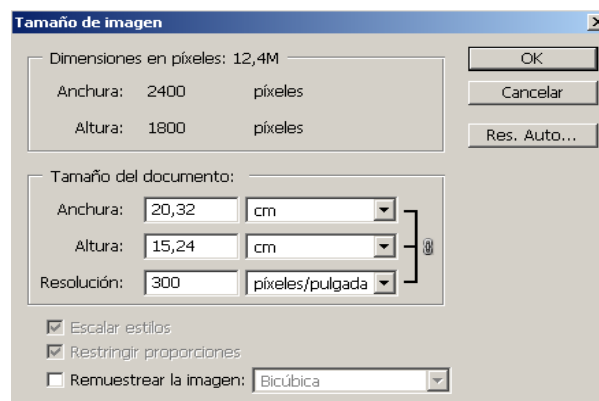 Tamaño de imagen
Dimensiones en píxeles: 12,4M
Anchura: 2400 píxeles
Altura: 1800 píxeles
OK
Cancelar
Res. Auto...
Tamaño del documento:
Anchura: 20,32 cm
Altura: 15,24 cm
Resolución: 300 píxeles/pulgada
Escalar estilos
Restringir proporciones
Remuestrear la imagen: Bicúbica